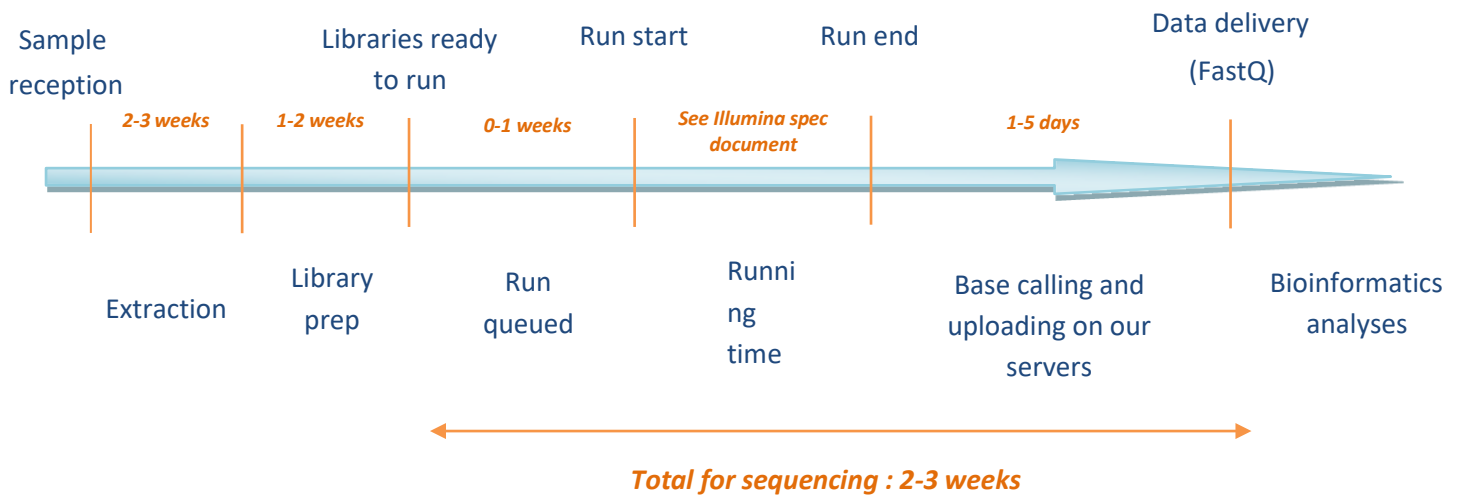 Sample
reception
Libraries ready
to run
Run start
Run end
Data delivery
(FastQ)
2-3 weeks
1-2 weeks
0-1 weeks
See Illumina spec
document
1-5 days
Extraction
Library
prep
Run
queued
Runni
ng
time
Base calling and
uploading on our
servers
Bioinformatics
analyses
Total for sequencing : 2-3 weeks